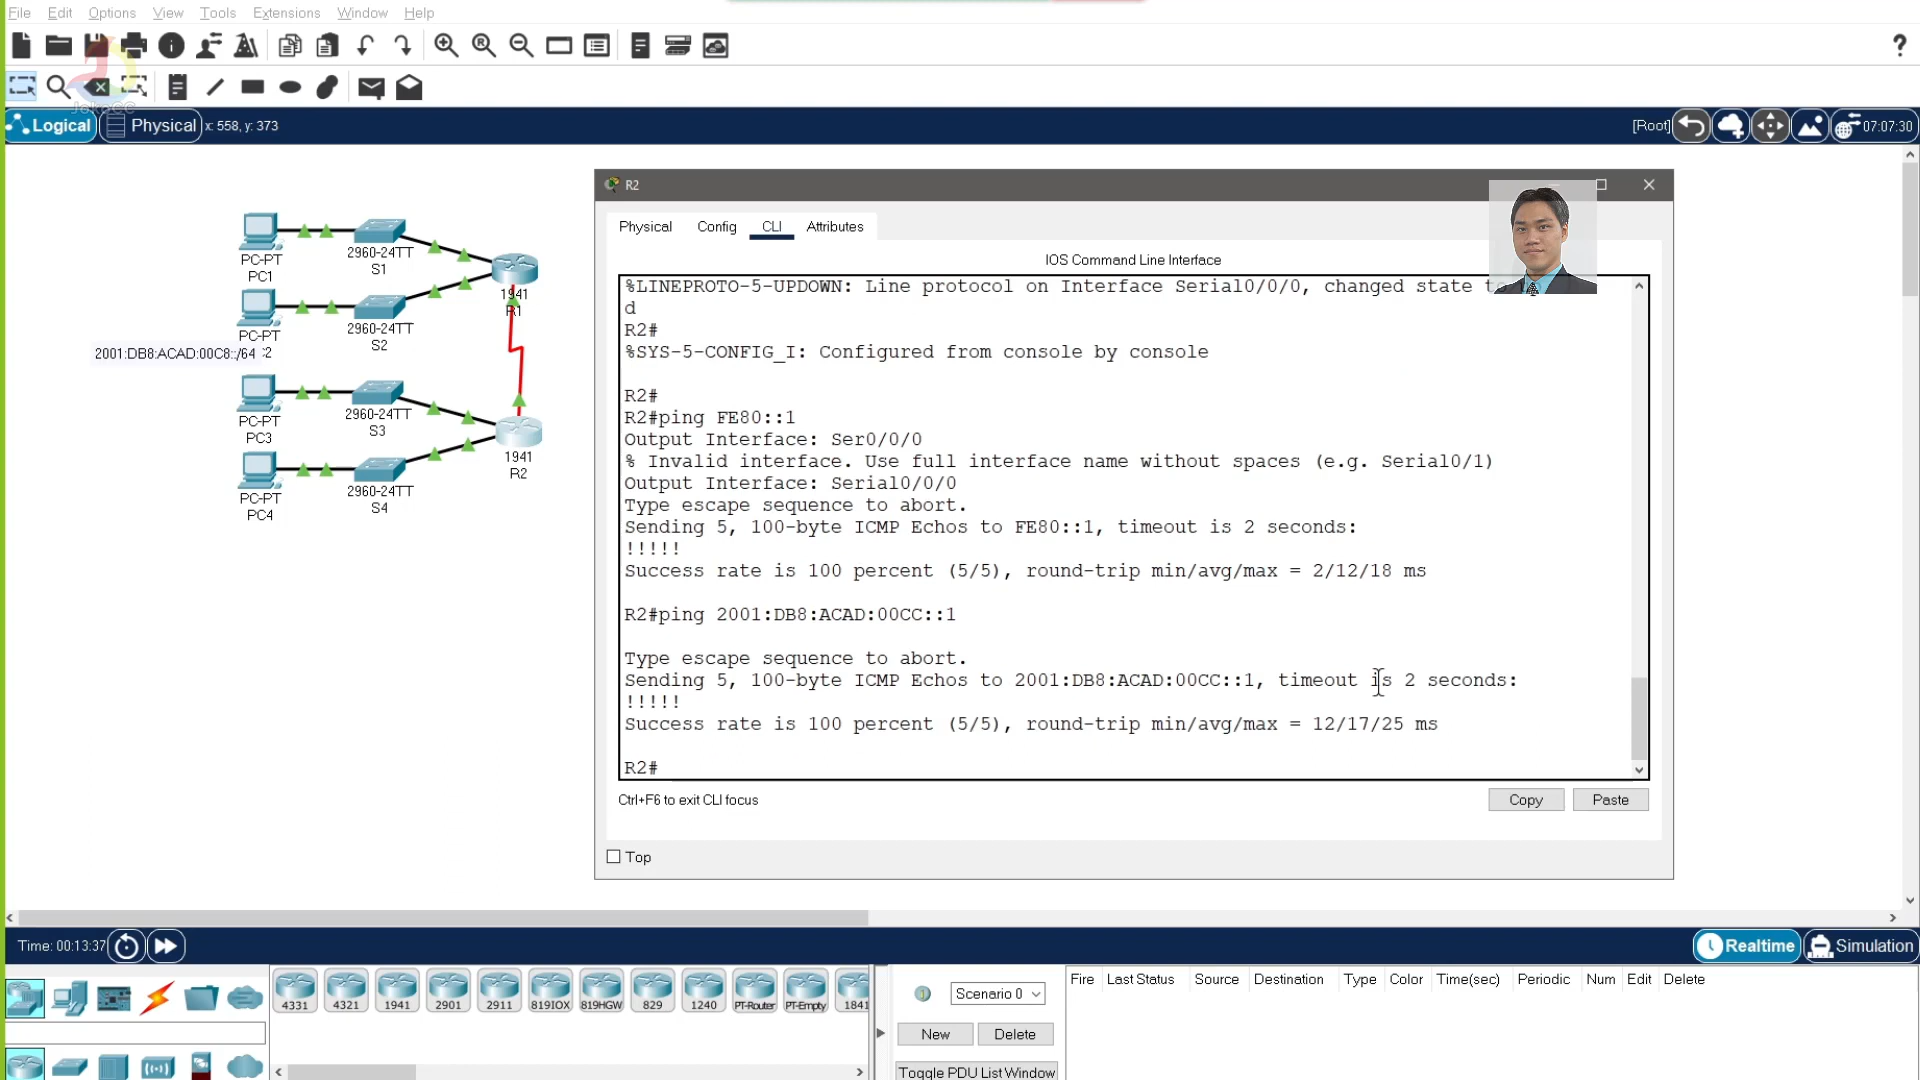 File Edit Options View Tools Extensions Window Help
Logical Physical x: 558, y: 373 [Root] 07:07:30
PC-PT
PC1
2960-24TT
S1
1941
R1
PC-PT
2001:DB8:ACAD:00C8::/64 :2
2960-24TT
S2
PC-PT
PC3
2960-24TT
S3
1941
R2
PC-PT
PC4
2960-24TT
S4
R2
Physical Config CLI Attributes
IOS Command Line Interface
%LINEPROTO-5-UPDOWN: Line protocol on Interface Serial0/0/0, changed state
d
R2#
%SYS-5-CONFIG_I: Configured from console by console
R2#
R2#ping FE80::1
Output Interface: Ser0/0/0
% Invalid interface. Use full interface name without spaces (e.g. Serial0/1)
Output Interface: Serial0/0/0
Type escape sequence to abort.
Sending 5, 100-byte ICMP Echos to FE80::1, timeout is 2 seconds:
!!!!!
Success rate is 100 percent (5/5), round-trip min/avg/max = 2/12/18 ms
R2#ping 2001:DB8:ACAD:00CC::1
Type escape sequence to abort.
Sending 5, 100-byte ICMP Echos to 2001:DB8:ACAD:00CC::1, timeout is 2 seconds:
!!!!!
Success rate is 100 percent (5/5), round-trip min/avg/max = 12/17/25 ms
R2#
Ctrl+F6 to exit CLI focus Copy Paste
Top
Time: 00:13:37 Realtime Simulation
4331 4321 1941 2901 2911 819IOX 819HGW 829 1240 PT-Router PT-Empty 1841
Scenario 0
New Delete
Toggle PDU List Window
Fire Last Status Source Destination Type Color Time(sec) Periodic Num Edit Delete